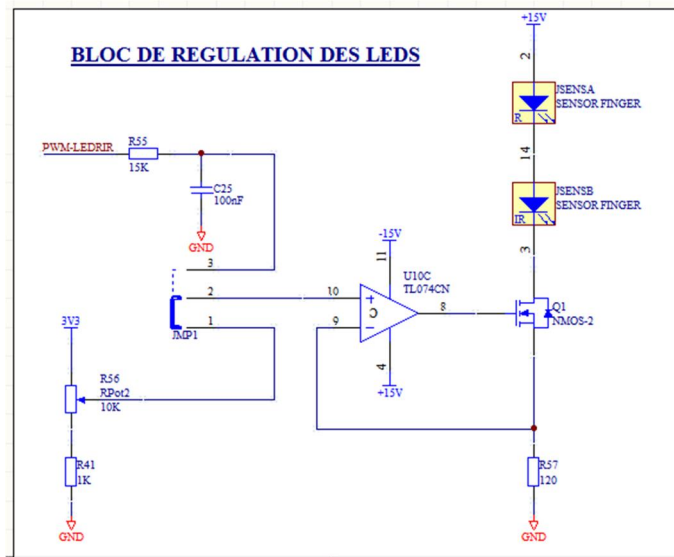 +15V
BLOC DE REGULATION DES LEDS
2
JSENSA
SENSOR FINGER
R
PWM-LEDRIR
R55
15K
14
C25
100nF
JSENSB
SENSOR FINGER
IR
GND
-15V
3
3
11
U10C
TL074CN
2
10
+
C
8
Q1
NMOS-2
1
9
-
3V3
JMP1
4
+15V
R56
RPot2
10K
R41
1K
R57
120
GND
GND